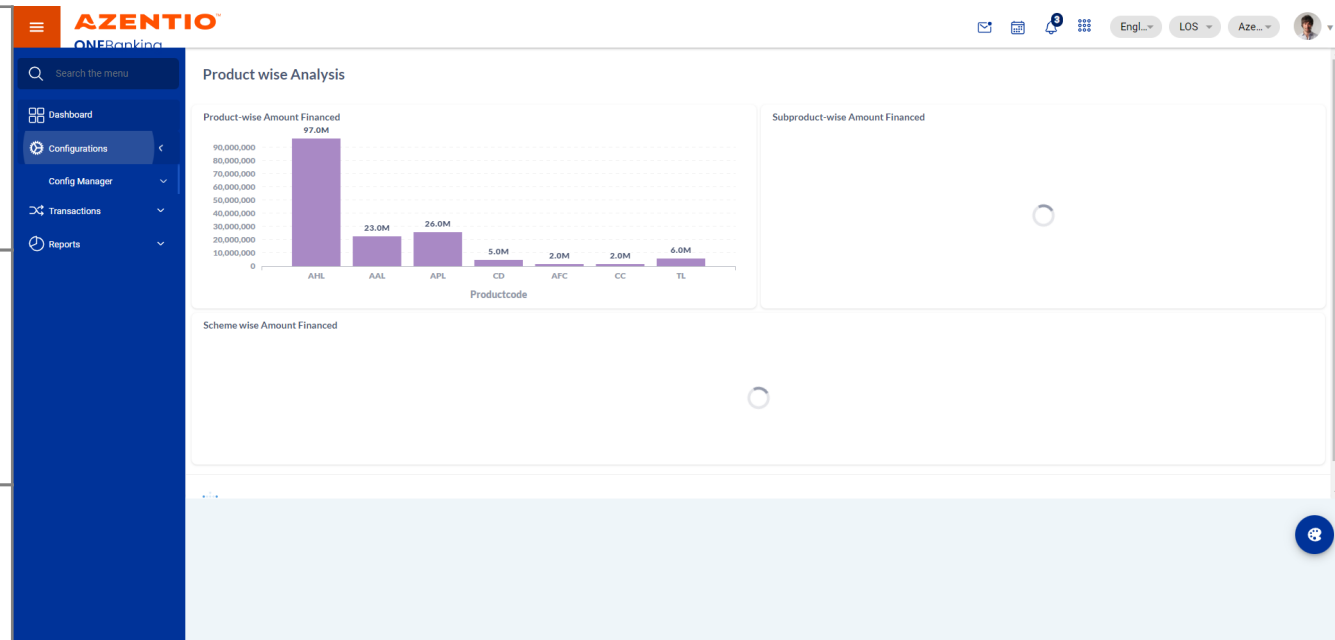 AZENTIO™
ONEBanking
3
Engl...
LOS
Aze...
Search the menu
Dashboard
Configurations
Config Manager
Transactions
Reports
Product wise Analysis
Product-wise Amount Financed
97.0M
90,000,000
80,000,000
70,000,000
60,000,000
50,000,000
40,000,000
30,000,000
20,000,000
10,000,000
0
23.0M
26.0M
5.0M
2.0M
2.0M
6.0M
AHL AAL APL CD AFC CC TL
Productcode
Subproduct-wise Amount Financed
Scheme wise Amount Financed